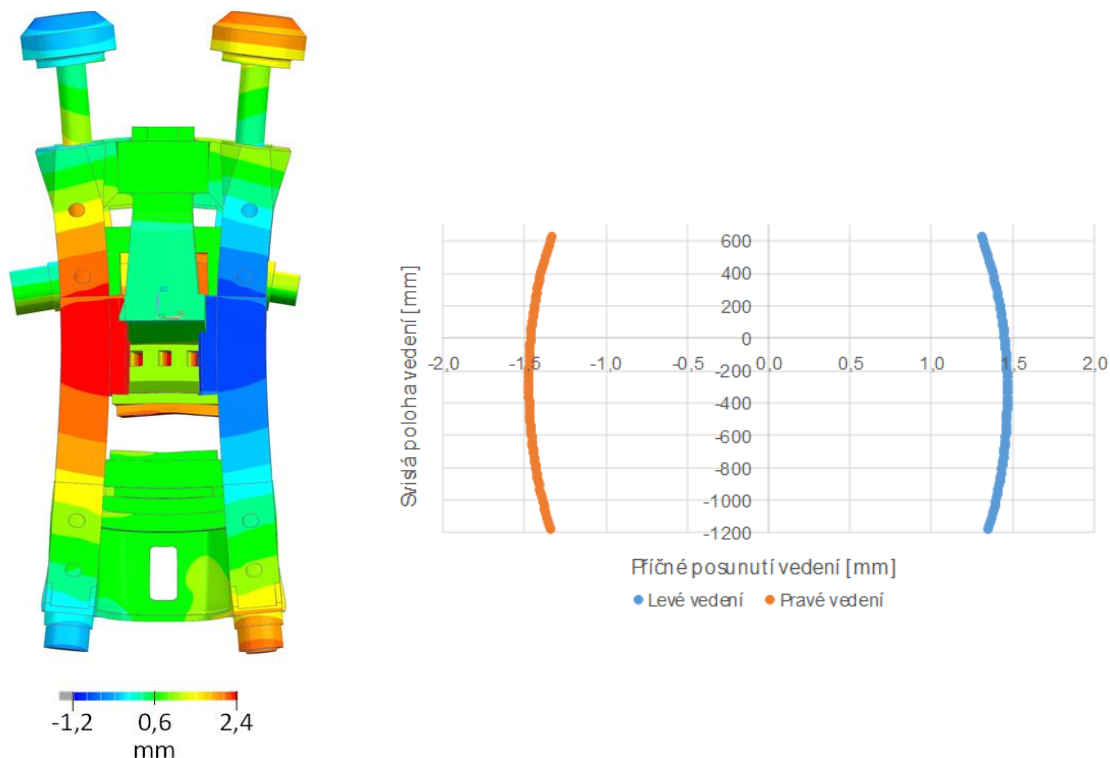 600
400
200
0
-2,0 -1,5 -1,0 -0,5 0,0 0,5 1,0 1,5 2,0
-200
-400
-600
-800
-1000
-1200
Svislá poloha vedení [mm]
Příčné posunutí vedení [mm]
Levé vedení Pravé vedení
-1,2 0,6 2,4
mm